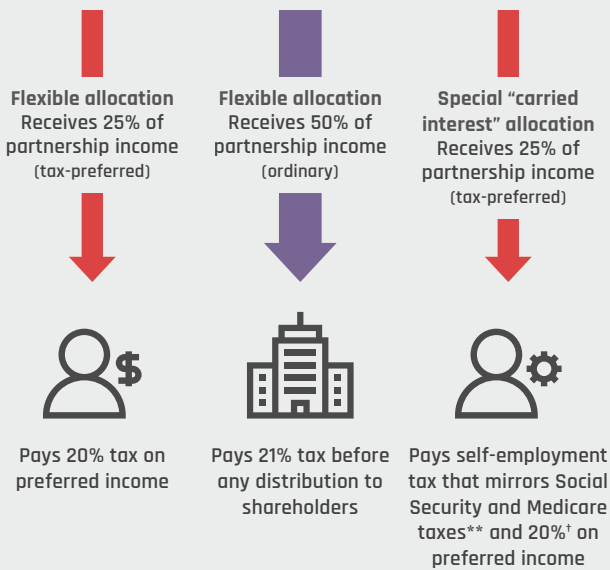 Flexible allocation
Receives 25% of
partnership income
(tax-preferred)
Flexible allocation
Receives 50% of
partnership income
(ordinary)
Special “carried
interest” allocation
Receives 25% of
partnership income
(tax-preferred)
$
Pays 20% tax on
preferred income
Pays 21% tax before
any distribution to
shareholders
Pays self-employment
tax that mirrors Social
Security and Medicare
taxes** and 20%† on
preferred income